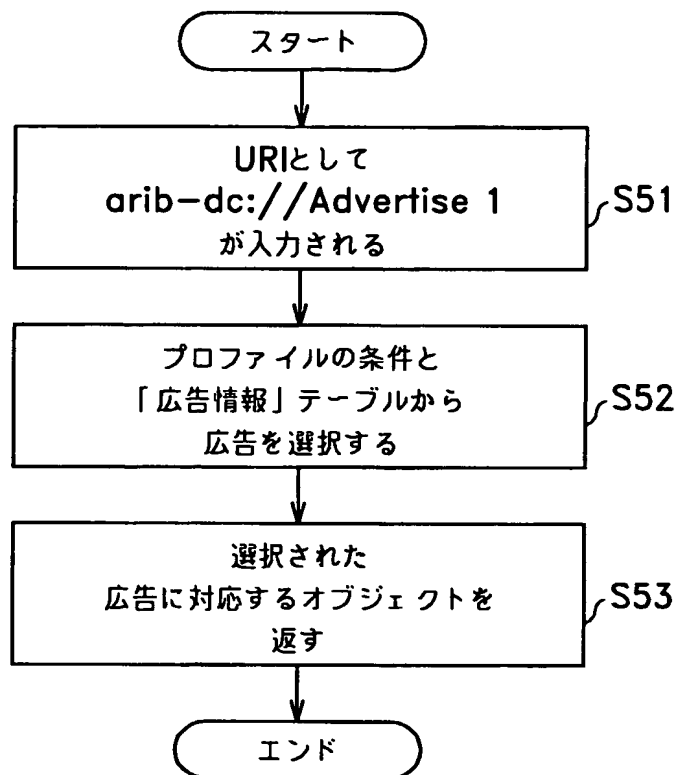 スタート
URIとして
arib-dc://Advertise 1
が入力される
S51
プロファイルの条件と
「広告情報」テーブルから
広告を選択する
S52
選択された
広告に対応するオブジェクトを
返す
S53
エンド